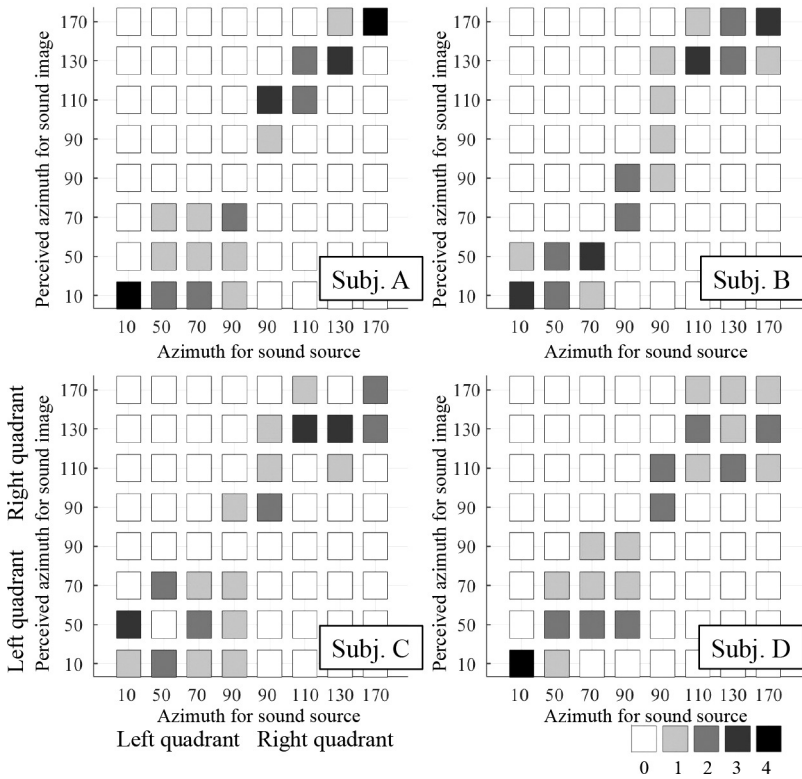 Perceived azimuth for sound image
170
130
110
90
90
70
50
10
Subj. A
10 50 70 90 90 110 130 170
Azimuth for sound source
Perceived azimuth for sound image
170
130
110
90
90
70
50
10
Subj. B
10 50 70 90 90 110 130 170
Azimuth for sound source
Right quadrant
Left quadrant
Perceived azimuth for sound image
170
130
110
90
90
70
50
10
Subj. C
10 50 70 90 90 110 130 170
Azimuth for sound source
Left quadrant Right quadrant
Perceived azimuth for sound image
170
130
110
90
90
70
50
10
Subj. D
10 50 70 90 90 110 130 170
Azimuth for sound source
0 1 2 3 4